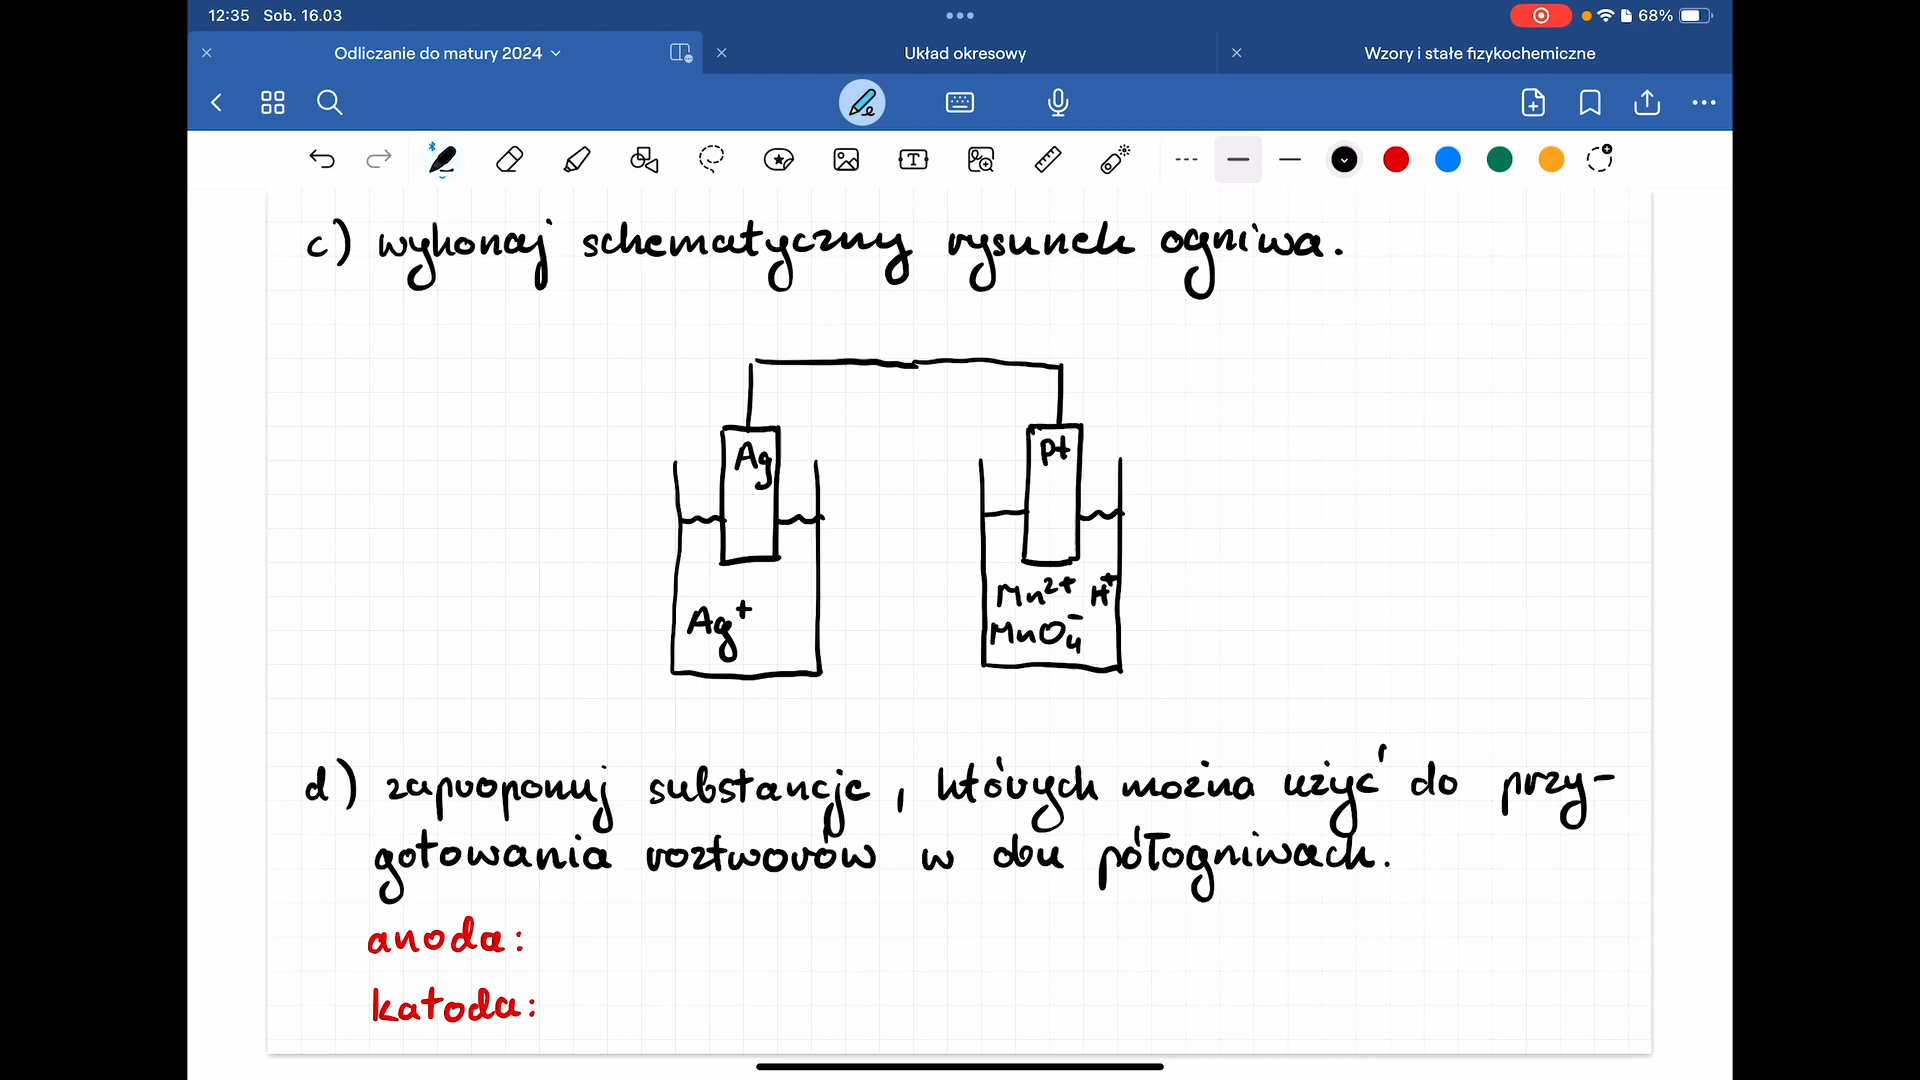 12:35 Sob. 16.03 68%
Odliczanie do matury 2024 Układ okresowy Wzory i stałe fizykochemiczne
c) wykonaj schematyczny rysunek ogniwa.
Ag Pt
Mn²⁺ H⁺
Ag⁺ MnO₄⁻
d) zaproponuj substancje, których można użyć do przy-
gotowania roztworów w obu półogniwach.
anoda:
katoda: